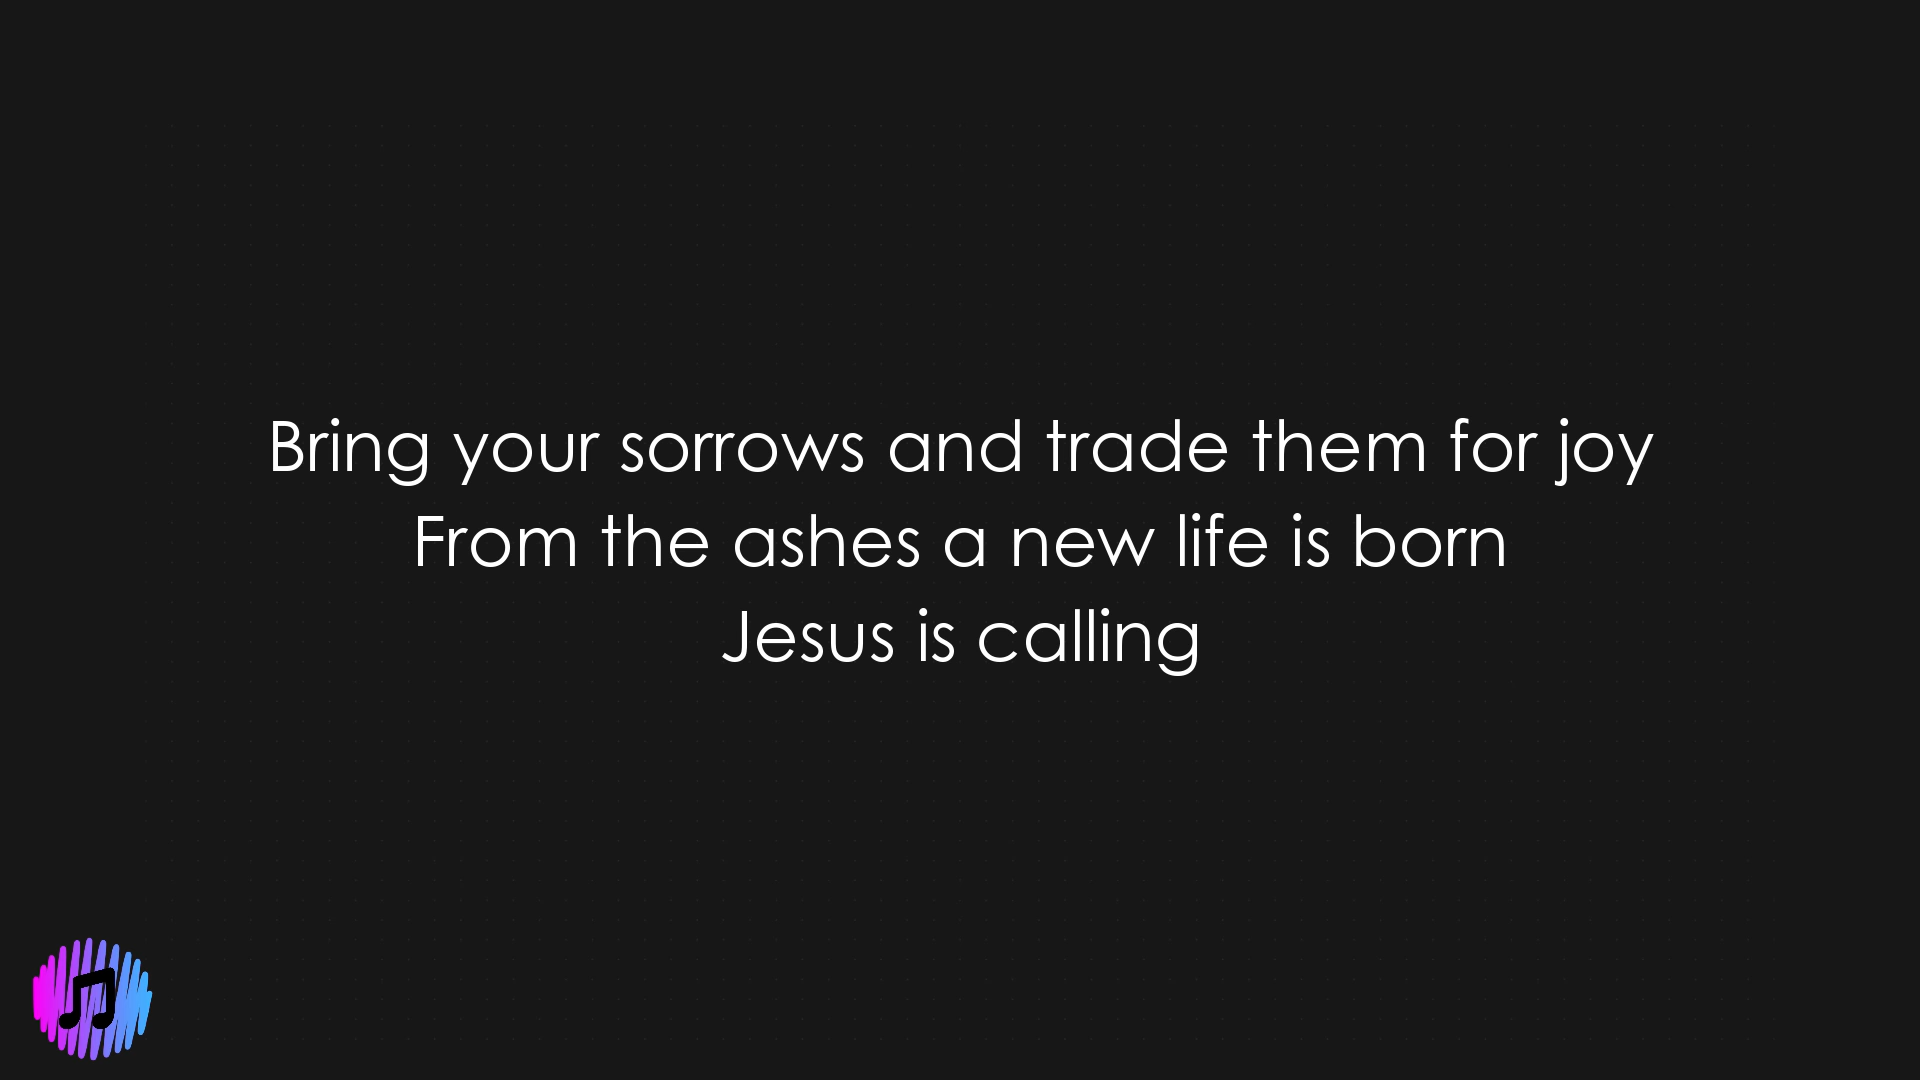 Bring your sorrows and trade them for joy
From the ashes a new life is born
Jesus is calling